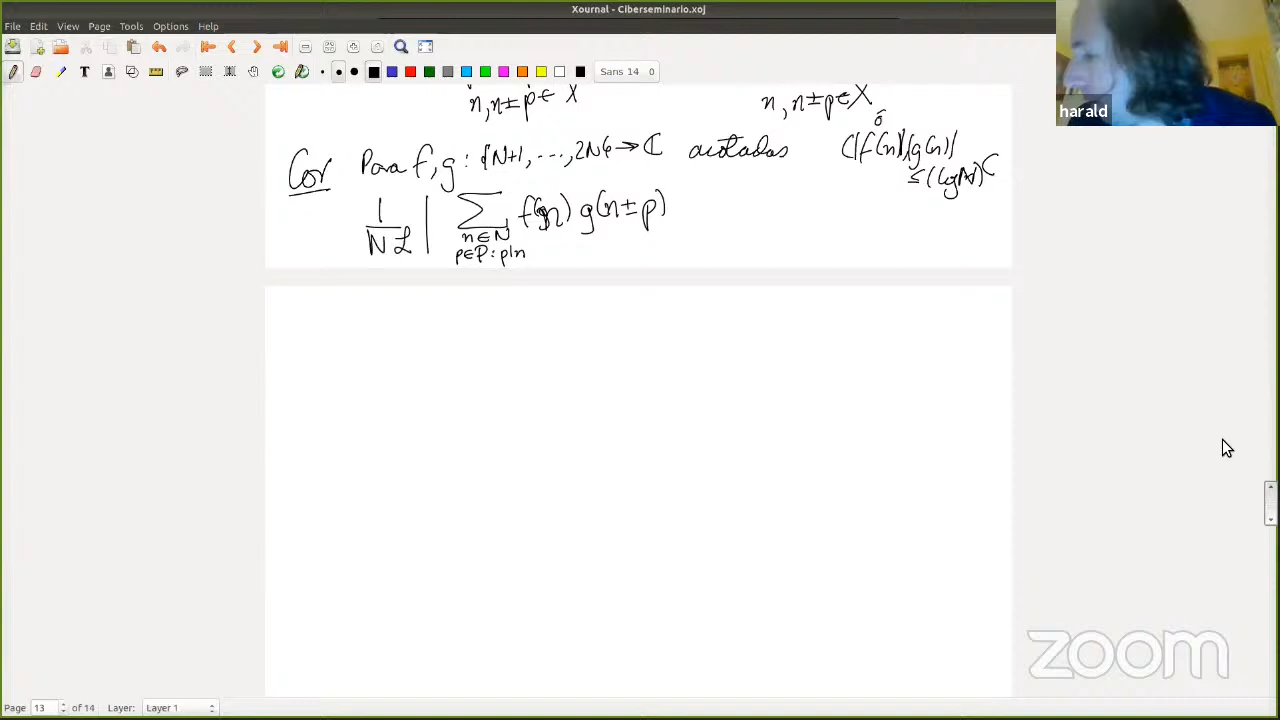 Xournal - Ciberseminario.xoj
File Edit View Page Tools Options Help
Sans 14 0
harald
n, n ± p ∈ X n, n ± p ∈ X
Cor Para f, g : {N+1, ..., 2N} → ℂ acotadas (|f(n)|, |g(n)|
ó
≤ (log N)^C
1/(Nℒ) | ∑ f(n) g(n ± p)
n ∈ N
p ∈ P : p|n
zoom
Page 13 of 14 Layer: Layer 1